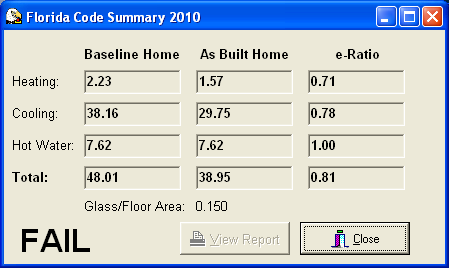 Florida Code Summary 2010
Baseline Home As Built Home e-Ratio
Heating: 2.23 1.57 0.71
Cooling: 38.16 29.75 0.78
Hot Water: 7.62 7.62 1.00
Total: 48.01 38.95 0.81
Glass/Floor Area: 0.150
FAIL View Report Close